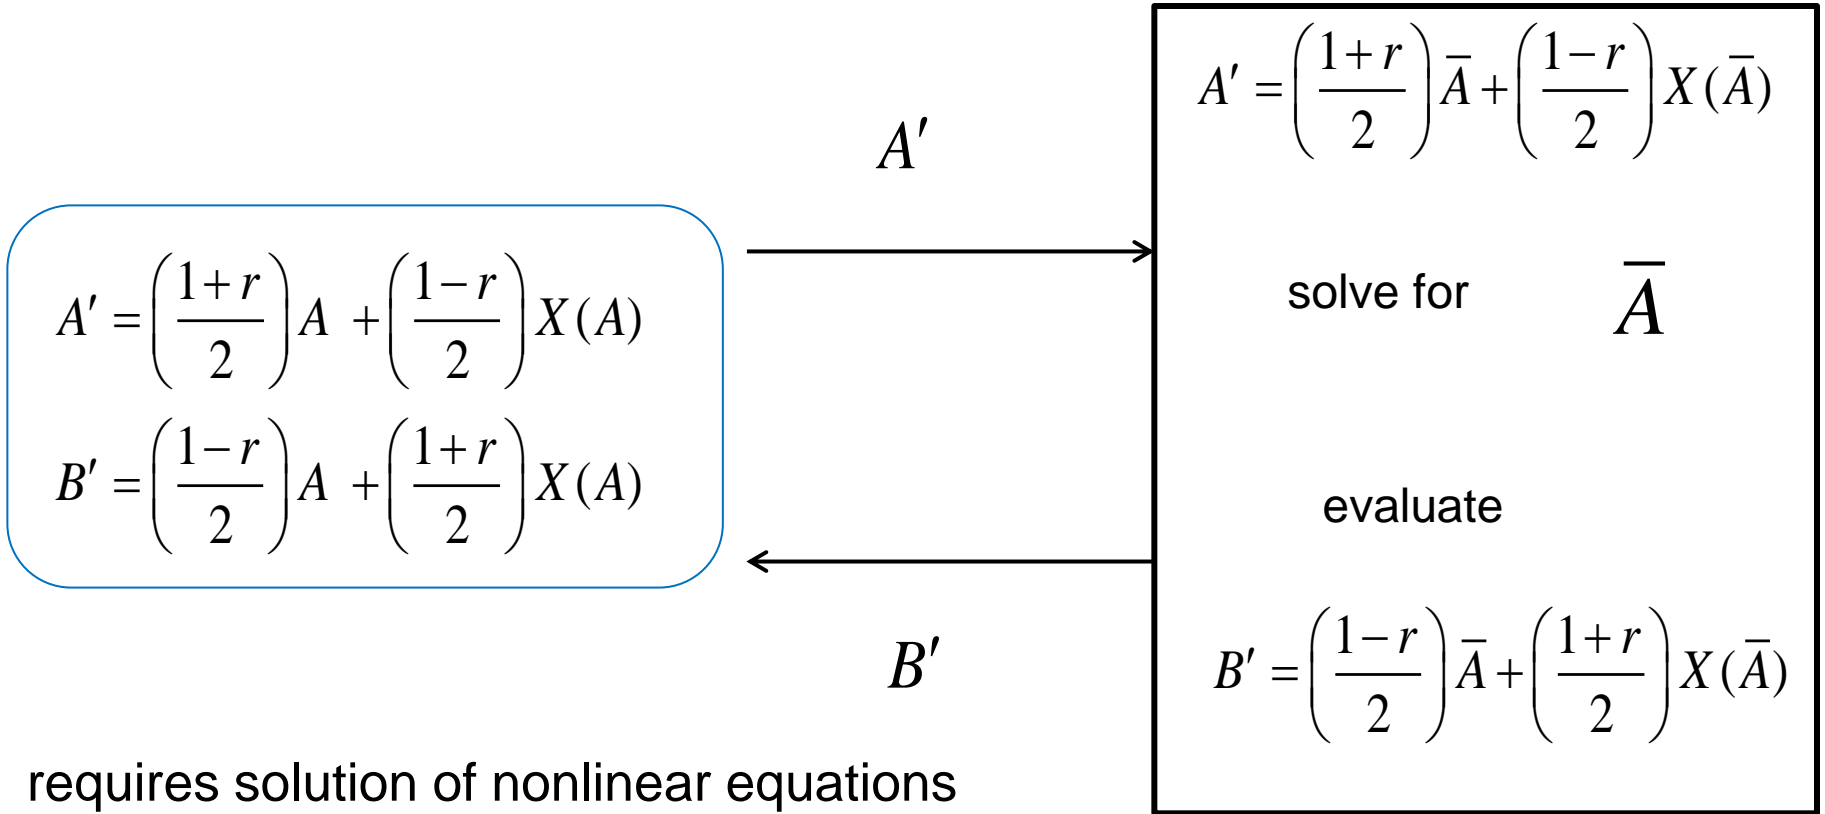 A′ = ((1+r)/2) A̅ + ((1−r)/2) X(A̅)
A′
A′ = ((1+r)/2) A + ((1−r)/2) X(A)
solve for A̅
B′ = ((1−r)/2) A + ((1+r)/2) X(A)
evaluate
B′
B′ = ((1−r)/2) A̅ + ((1+r)/2) X(A̅)
requires solution of nonlinear equations